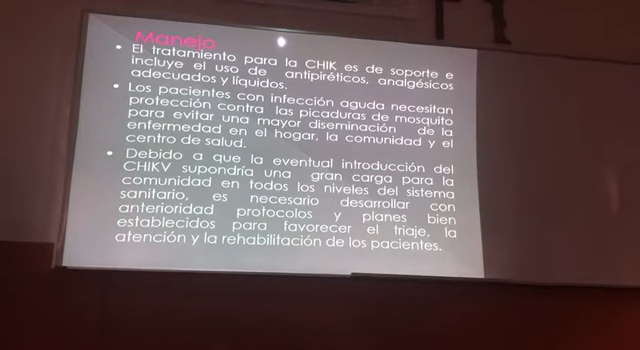 Manejo
• El tratamiento para la CHIK es de soporte e
incluye el uso de antipiréticos, analgésicos
adecuados y líquidos.
• Los pacientes con infección aguda necesitan
protección contra las picaduras de mosquito
para evitar una mayor diseminación de la
enfermedad en el hogar, la comunidad y el
centro de salud.
• Debido a que la eventual introducción del
CHIKV supondría una gran carga para la
comunidad en todos los niveles del sistema
sanitario, es necesario desarrollar con
anterioridad protocolos y planes bien
establecidos para favorecer el triaje, la
atención y la rehabilitación de los pacientes.